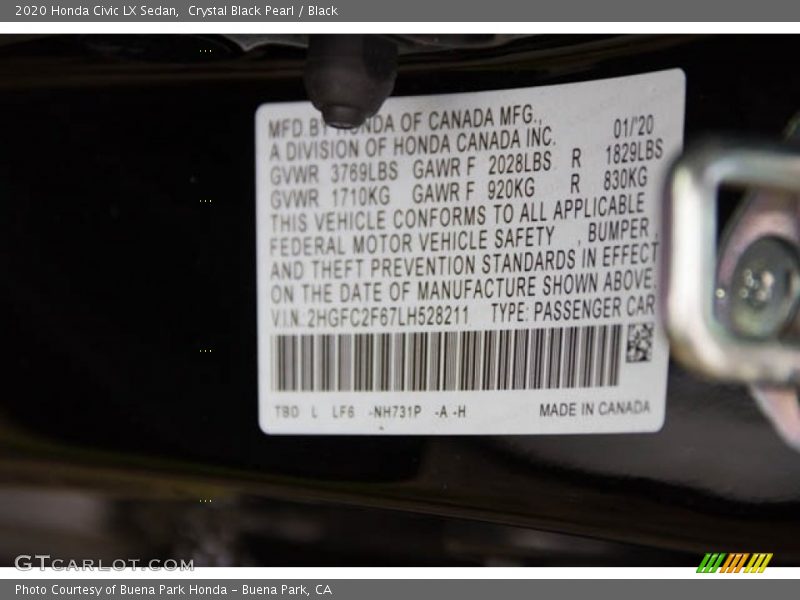 2020 Honda Civic LX Sedan, Crystal Black Pearl / Black
MFD.BY HONDA OF CANADA MFG., 01/'20
A DIVISION OF HONDA CANADA INC.
GVWR 3769LBS GAWR F 2028LBS R 1829LBS
GVWR 1710KG GAWR F 920KG R 830KG
THIS VEHICLE CONFORMS TO ALL APPLICABLE
FEDERAL MOTOR VEHICLE SAFETY , BUMPER ,
AND THEFT PREVENTION STANDARDS IN EFFECT
ON THE DATE OF MANUFACTURE SHOWN ABOVE.
V.I.N. 2HGFC2F67LH528211 TYPE: PASSENGER CAR
TBD L LF6 -NH731P -A -H MADE IN CANADA
GTcarlot.com
Photo Courtesy of Buena Park Honda - Buena Park, CA